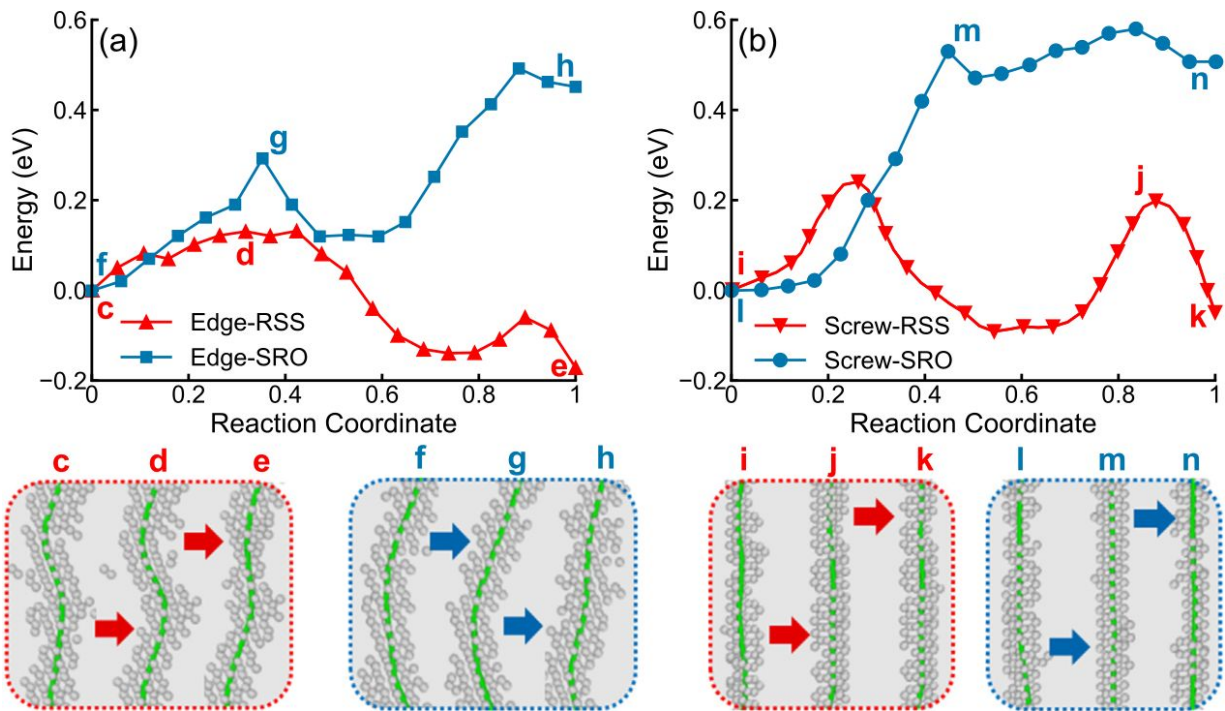 (a)
0.6
0.4
0.2
0.0
−0.2
Energy (eV)
f
c
g
d
h
e
Edge-RSS
Edge-SRO
0 0.2 0.4 0.6 0.8 1
Reaction Coordinate
(b)
0.6
0.4
0.2
0.0
−0.2
Energy (eV)
m
j
n
i
l
k
Screw-RSS
Screw-SRO
0 0.2 0.4 0.6 0.8 1
Reaction Coordinate
c d e
f g h
i j k
l m n